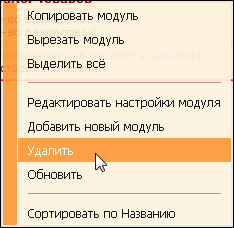 Копировать модуль
Вырезать модуль
Выделить всё
Редактировать настройки модуля
Добавить новый модуль
Удалить
Обновить
Сортировать по Названию